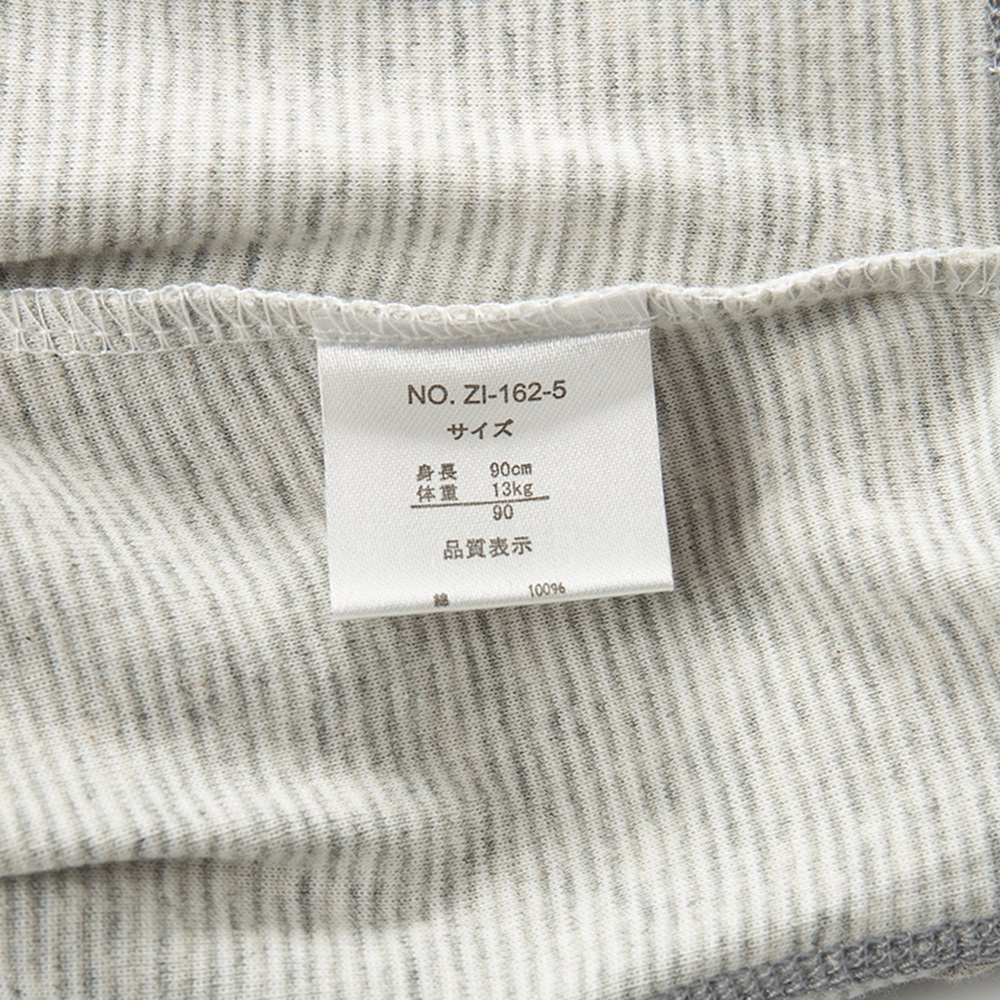 NO. ZI-162-5
サイズ
身長 90cm
体重 13kg
90
品質表示
綿 100%